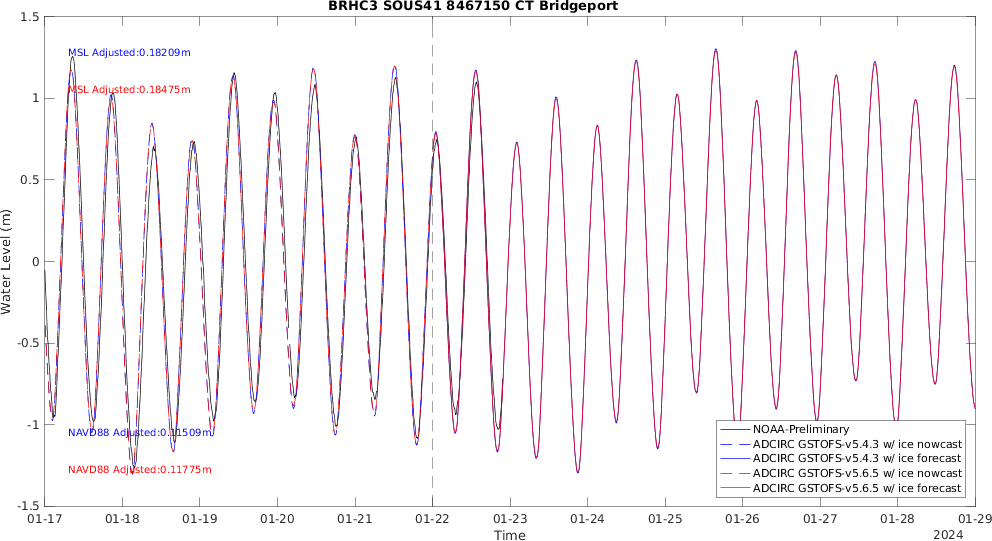 BRHC3 SOUS41 8467150 CT Bridgeport
1.5
1
0.5
0
-0.5
-1
-1.5
Water Level (m)
MSL Adjusted:0.18209m
MSL Adjusted:0.18475m
NAVD88 Adjusted:0.11509m
NAVD88 Adjusted:0.11775m
NOAA-Preliminary
ADCIRC GSTOFS-v5.4.3 w/ ice nowcast
ADCIRC GSTOFS-v5.4.3 w/ ice forecast
ADCIRC GSTOFS-v5.6.5 w/ ice nowcast
ADCIRC GSTOFS-v5.6.5 w/ ice forecast
01-17 01-18 01-19 01-20 01-21 01-22 01-23 01-24 01-25 01-26 01-27 01-28 01-29
Time
2024